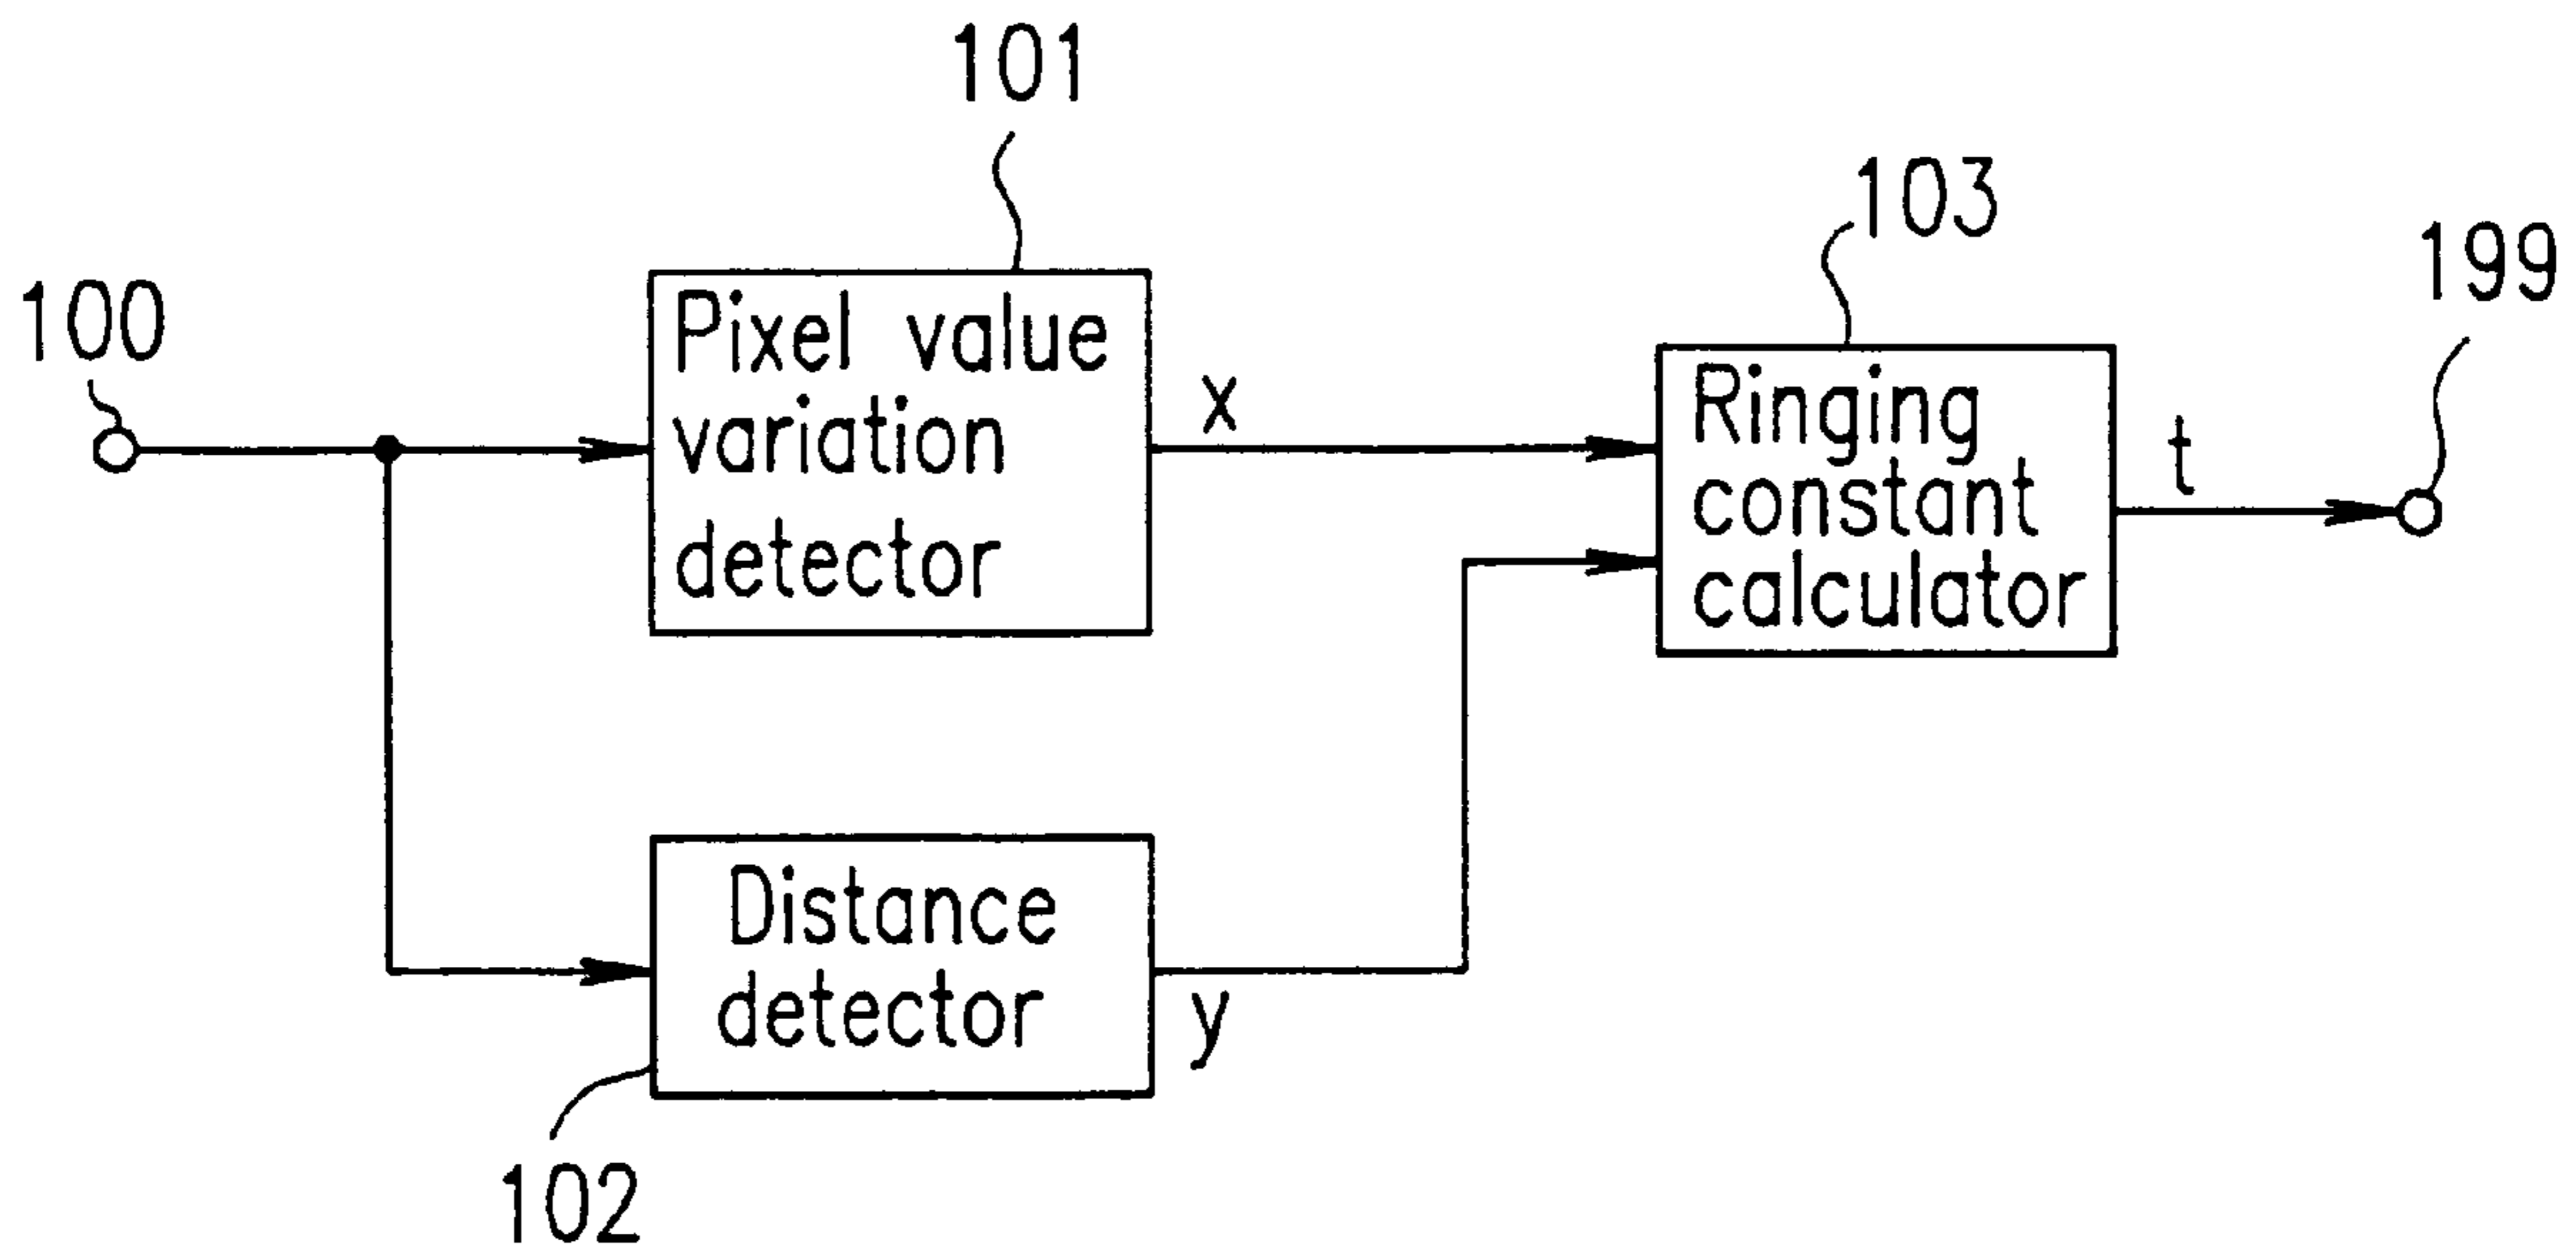 101
103
199
100
Pixel value
variation
detector
x
Ringing
constant
calculator
t
Distance
detector
y
102